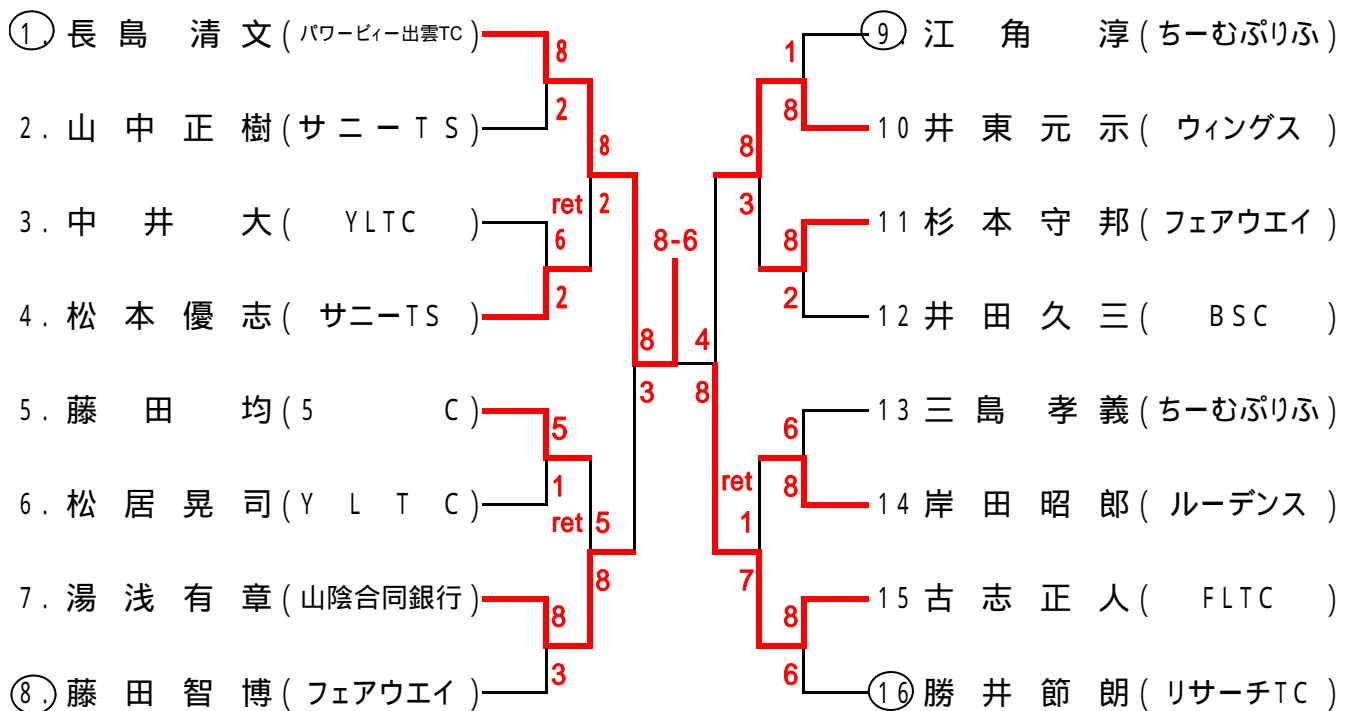 1. 長島 清文 (パワービィー出雲TC)
8
2
2. 山中正樹 (サニーTS)
8
2
3. 中井 大 (YLTC)
ret
6
2
4. 松本優志 (サニーTS)
8
3
5. 藤田 均 (5 C)
5
1
6. 松居晃司 (YLTC)
ret 5
8
7. 湯浅有章 (山陰合同銀行)
8
3
8. 藤田智博 (フェアウエイ)
8-6
9. 江角 淳 (ちーむぷりふ)
1
8
10 井東元示 (ウィングス)
8
3
11 杉本守邦 (フェアウエイ)
8
2
12 井田久三 (BSC)
4
8
13 三島孝義 (ちーむぷりふ)
6
8
14 岸田昭郎 (ルーデンス)
ret
1
7
15 古志正人 (FLTC)
8
6
16 勝井節朗 (リサーチTC)